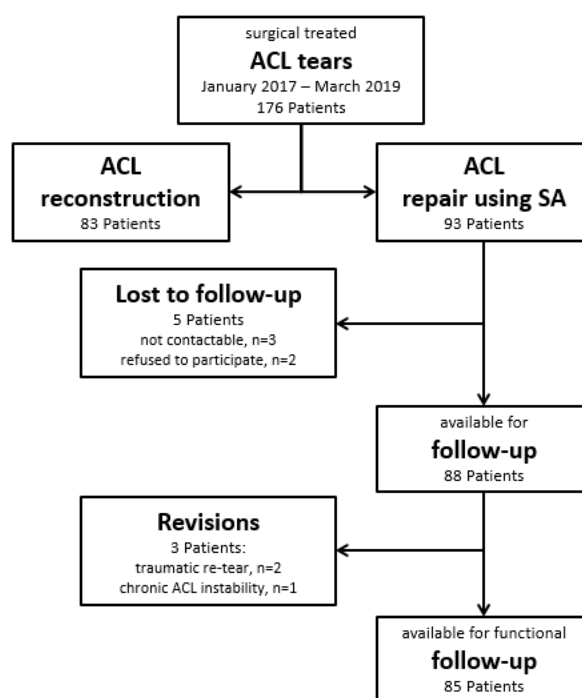 surgical treated
ACL tears
January 2017 – March 2019
176 Patients
ACL
reconstruction
83 Patients
ACL
repair using SA
93 Patients
Lost to follow-up
5 Patients
not contactable, n=3
refused to participate, n=2
available for
follow-up
88 Patients
Revisions
3 Patients:
traumatic re-tear, n=2
chronic ACL instability, n=1
available for functional
follow-up
85 Patients